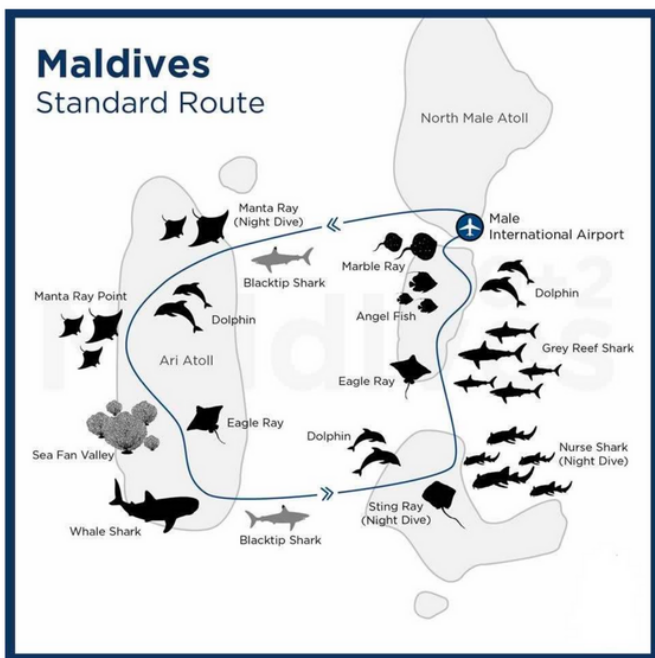 Maldives
Standard Route
North Male Atoll
Manta Ray
(Night Dive)
Male
International Airport
Marble Ray
Blacktip Shark
Manta Ray Point
Dolphin
Dolphin
Angel Fish
Grey Reef Shark
Ari Atoll
Eagle Ray
Eagle Ray
Dolphin
Sea Fan Valley
Nurse Shark
(Night Dive)
Sting Ray
(Night Dive)
Whale Shark
Blacktip Shark